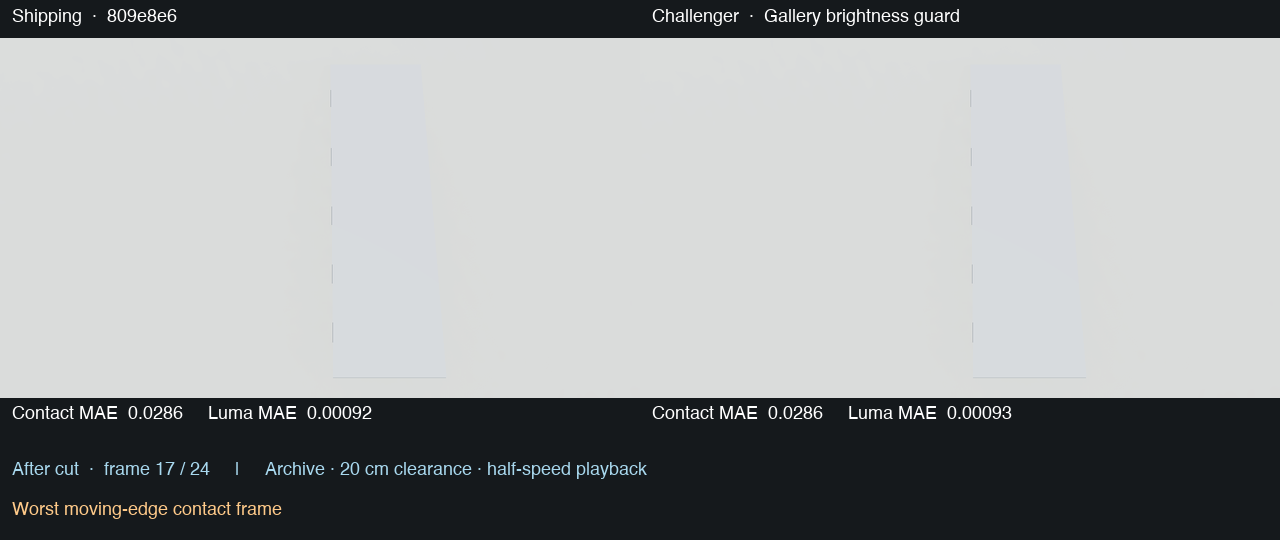 Shipping · 809e8e6
Challenger · Gallery brightness guard
Contact MAE 0.0286 Luma MAE 0.00092
Contact MAE 0.0286 Luma MAE 0.00093
After cut · frame 17 / 24 | Archive · 20 cm clearance · half-speed playback
Worst moving-edge contact frame